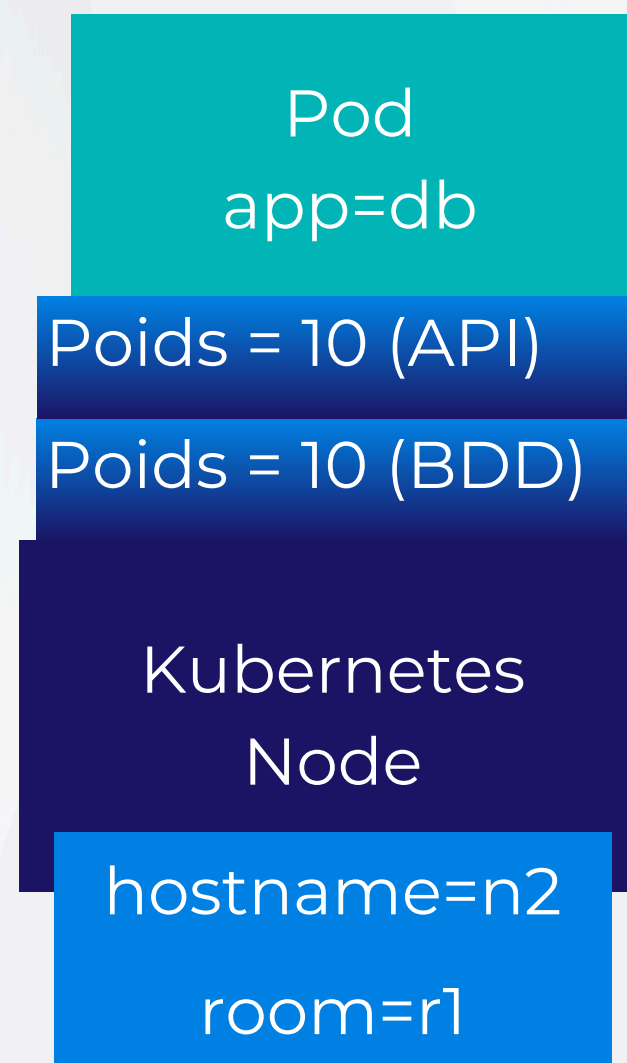 Pod
app=db
Poids = 10 (API)
Poids = 10 (BDD)
Kubernetes
Node
hostname=n2
room=r1